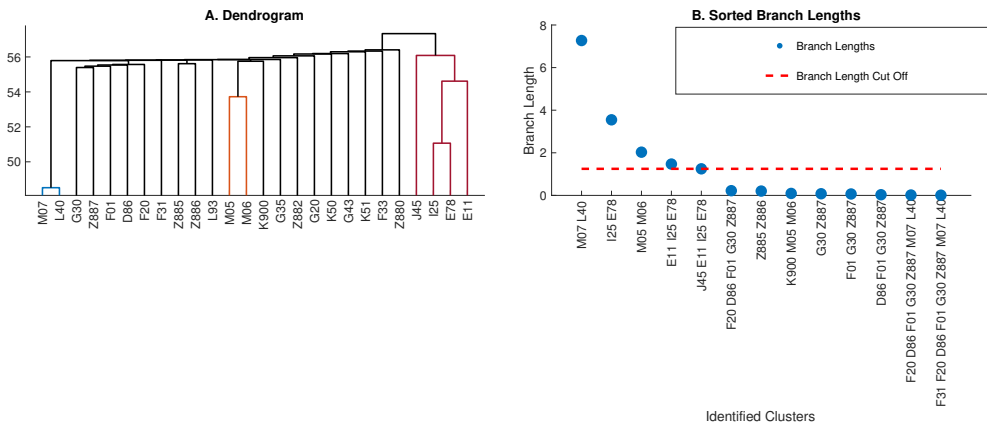 A. Dendrogram
56
54
52
50
M07
L40
G30
Z887
F01
D86
F20
F31
Z885
Z886
L93
M05
M06
K900
G35
Z882
G20
K50
G43
K51
F33
Z880
J45
I25
E78
E11
B. Sorted Branch Lengths
Branch Length
8
6
4
2
0
Branch Lengths
Branch Length Cut Off
M07 L40
I25 E78
M05 M06
E11 I25 E78
J45 E11 I25 E78
F20 D86 F01 G30 Z887
Z885 Z886
K900 M05 M06
G30 Z887
F01 G30 Z887
D86 F01 G30 Z887
F20 D86 F01 G30 Z887 M07 L40
F31 F20 D86 F01 G30 Z887 M07 L40
Identified Clusters